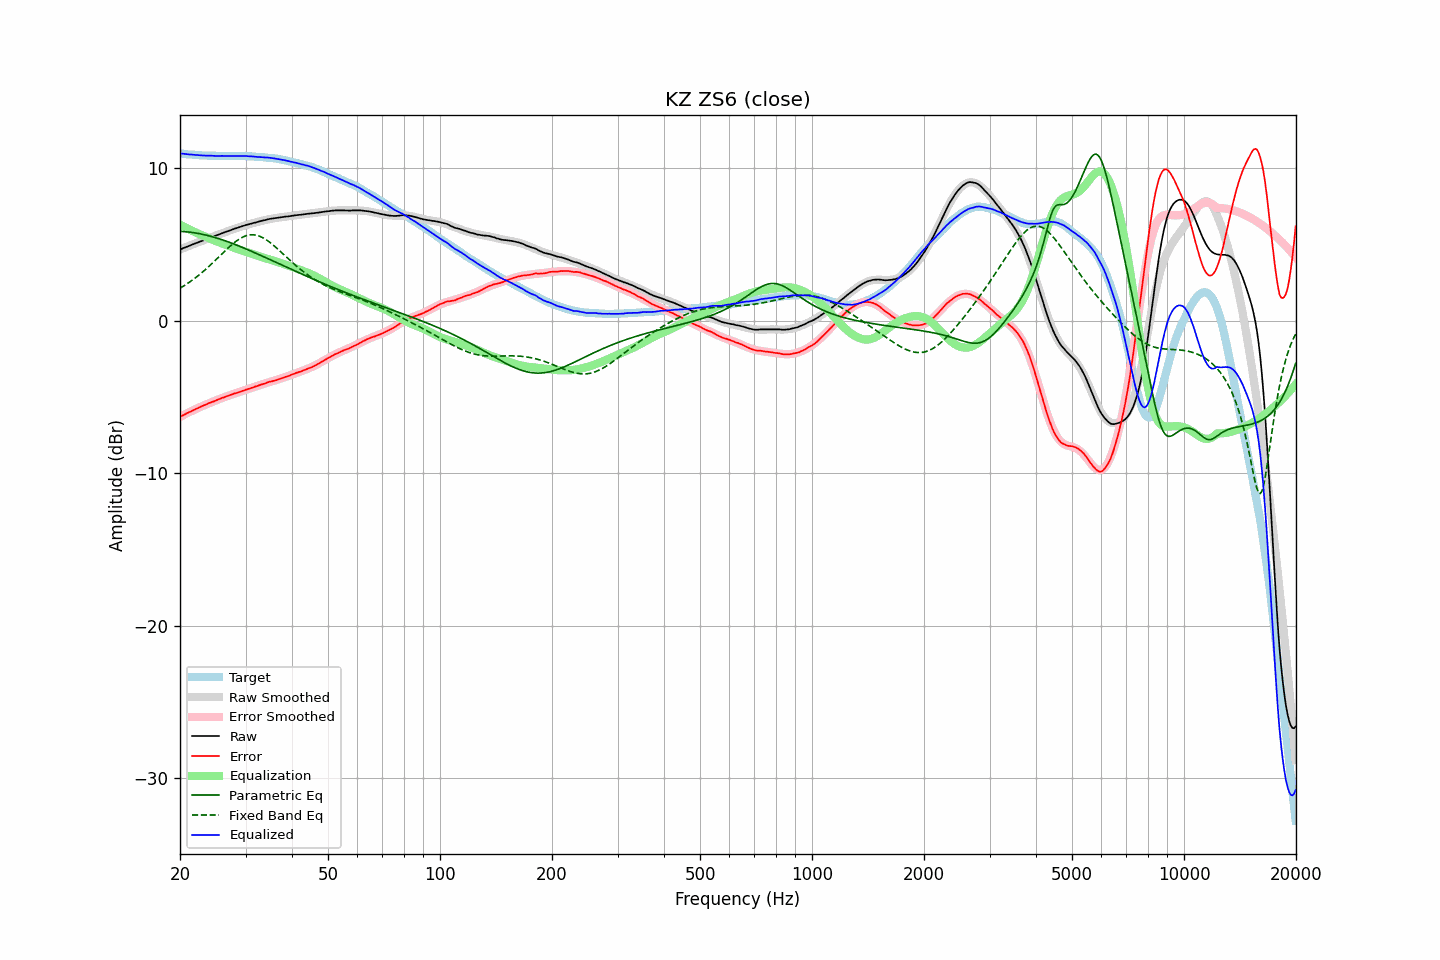 KZ ZS6 (close)
10
0
−10
−20
−30
Amplitude (dBr)
Target
Raw Smoothed
Error Smoothed
Raw
Error
Equalization
Parametric Eq
Fixed Band Eq
Equalized
20 50 100 200 500 1000 2000 5000 10000 20000
Frequency (Hz)